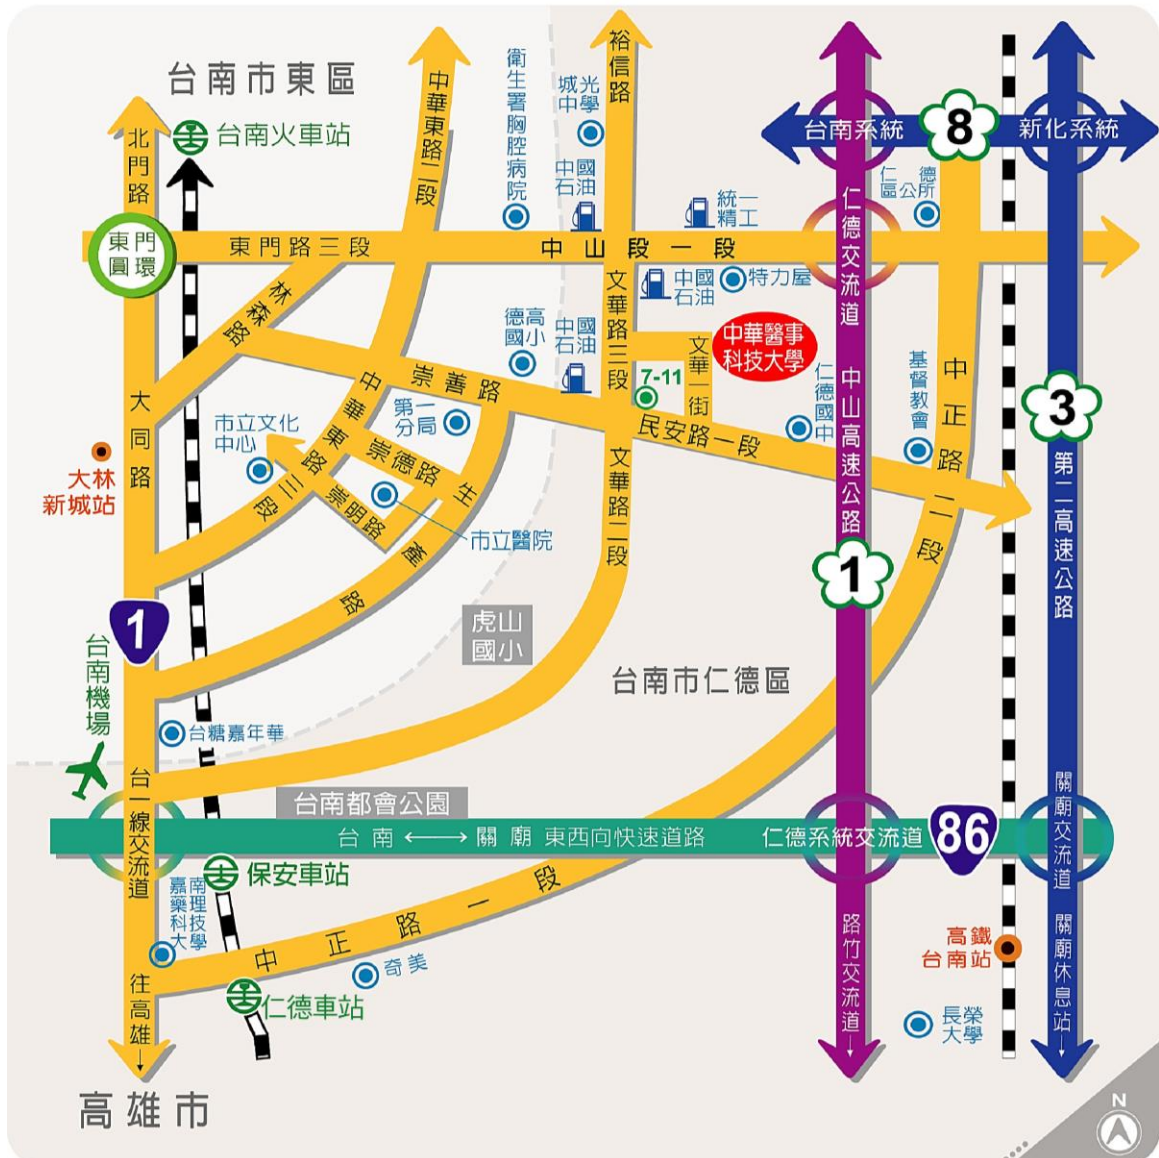 台南市東區
北門路
台南火車站
中華東路二段
衛生署胸腔病院
城光
中學
裕信路
中國
石油
統一
精工
台南系統
8
新化系統
仁德
區公所
東門
圓環
東門路三段
中山段一段
仁德交流道
林森路
文華路三段
中國
石油
特力屋
德高
國小
中國
石油
中華醫事
科技大學
文華一街
7-11
中華東路三段
崇善路
第一
分局
民安路一段
仁德國中
中山高速公路
基督教會
中正路二段
3
第二高速公路
大同路
市立文化
中心
大林
新城站
崇德路
崇明路
生產路
市立醫院
文華路二段
1
1
台南機場
虎山
國小
台南市仁德區
台糖嘉年華
台一線交流道
台南都會公園
台南
關廟
東西向快速道路
仁德系統交流道
86
關廟交流道
保安車站
嘉南
藥理
科技
大學
中正路一段
奇美
仁德車站
往高雄
路竹交流道
高鐵
台南站
關廟休息站
長榮
大學
高雄市
N